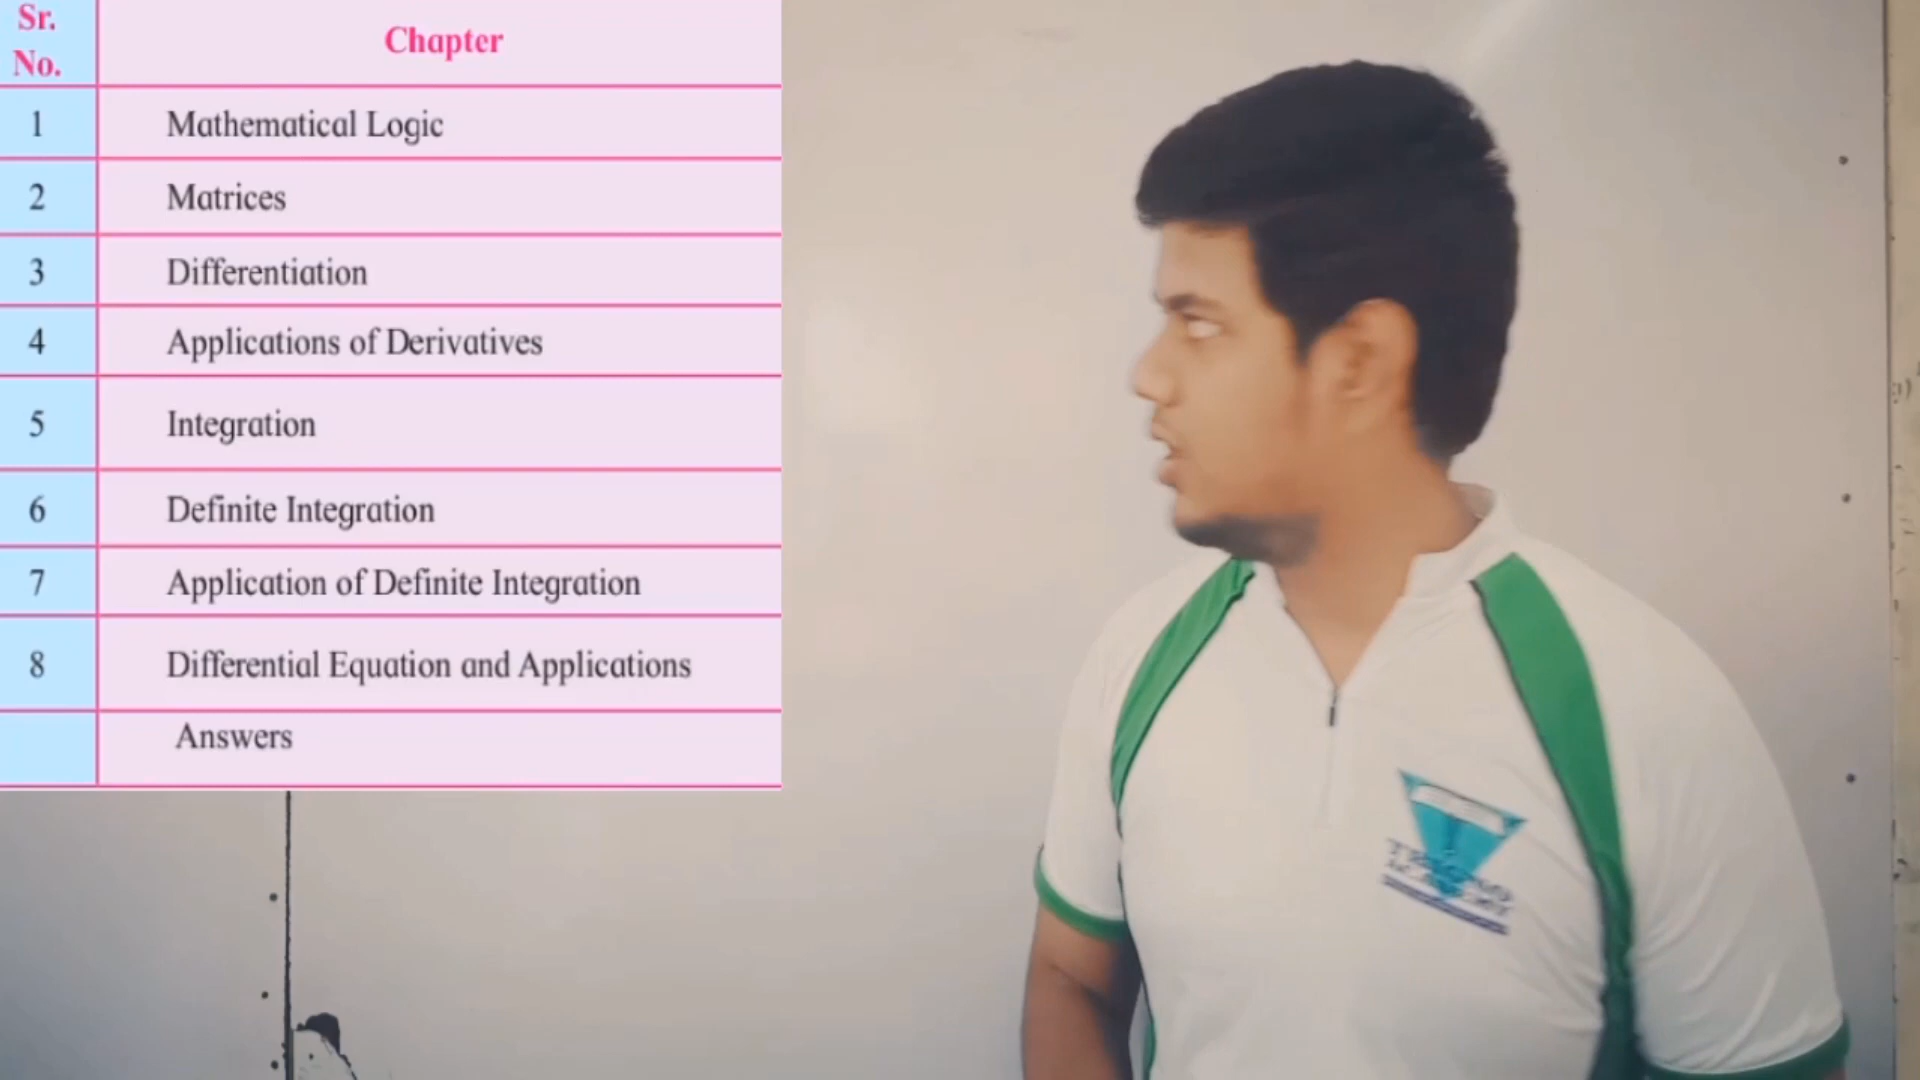 Sr. No.
Chapter
1 Mathematical Logic
2 Matrices
3 Differentiation
4 Applications of Derivatives
5 Integration
6 Definite Integration
7 Application of Definite Integration
8 Differential Equation and Applications
Answers